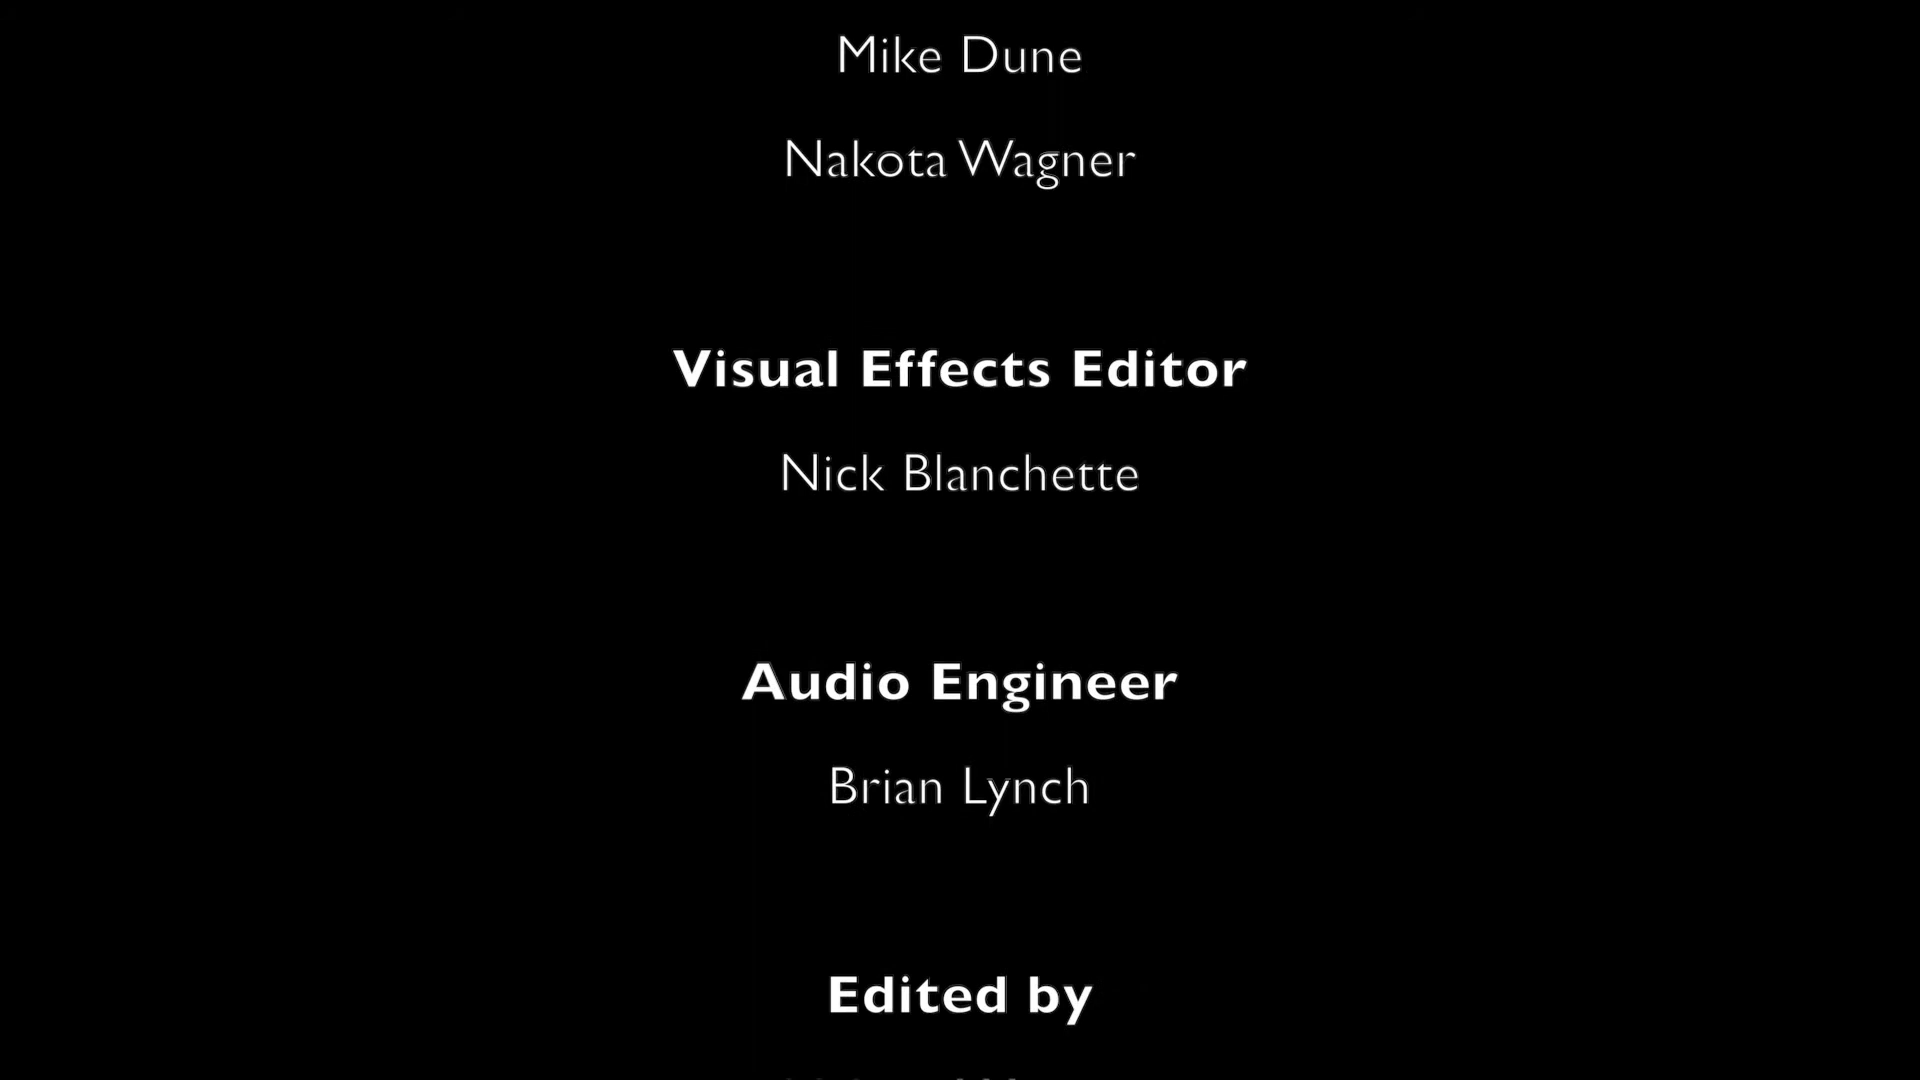 Mike Dune
Nakota Wagner
Visual Effects Editor
Nick Blanchette
Audio Engineer
Brian Lynch
Edited by